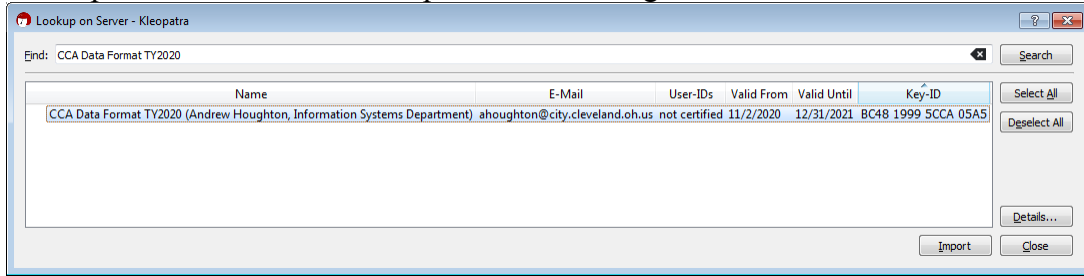 Lookup on Server - Kleopatra
Find: CCA Data Format TY2020 Search
Name E-Mail User-IDs Valid From Valid Until Key-ID Select All
CCA Data Format TY2020 (Andrew Houghton, Information Systems Department) ahoughton@city.cleveland.oh.us not certified 11/2/2020 12/31/2021 BC48 1999 5CCA 05A5
Deselect All
Details...
Import Close